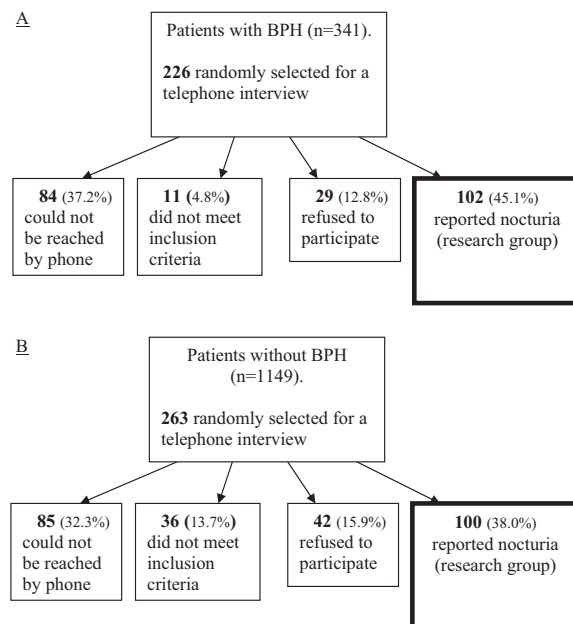 A
Patients with BPH (n=341).
226 randomly selected for a
telephone interview
84 (37.2%)
could not
be reached
by phone
11 (4.8%)
did not meet
inclusion
criteria
29 (12.8%)
refused to
participate
102 (45.1%)
reported nocturia
(research group)
B
Patients without BPH
(n=1149).
263 randomly selected for a
telephone interview
85 (32.3%)
could not
be reached
by phone
36 (13.7%)
did not meet
inclusion
criteria
42 (15.9%)
refused to
participate
100 (38.0%)
reported nocturia
(research group)